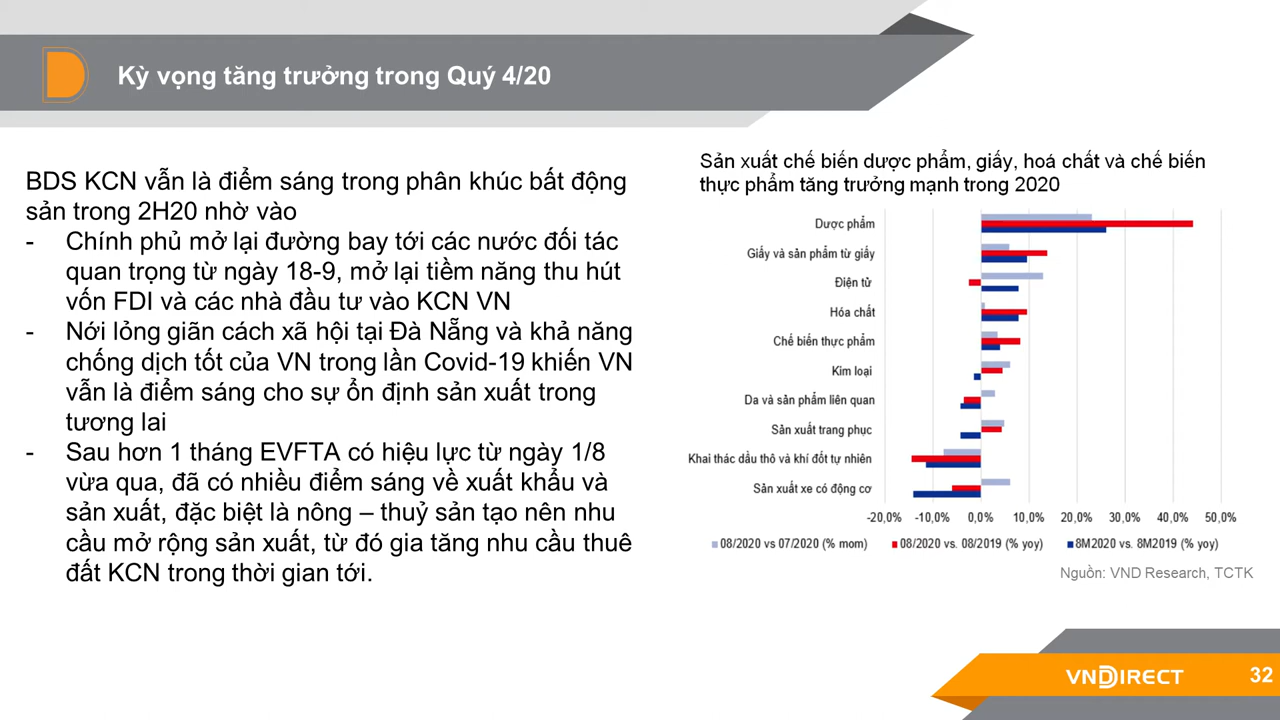 Kỳ vọng tăng trưởng trong Quý 4/20
BDS KCN vẫn là điểm sáng trong phân khúc bất động
sản trong 2H20 nhờ vào
- Chính phủ mở lại đường bay tới các nước đối tác
quan trọng từ ngày 18-9, mở lại tiềm năng thu hút
vốn FDI và các nhà đầu tư vào KCN VN
- Nới lỏng giãn cách xã hội tại Đà Nẵng và khả năng
chống dịch tốt của VN trong lần Covid-19 khiến VN
vẫn là điểm sáng cho sự ổn định sản xuất trong
tương lai
- Sau hơn 1 tháng EVFTA có hiệu lực từ ngày 1/8
vừa qua, đã có nhiều điểm sáng về xuất khẩu và
sản xuất, đặc biệt là nông – thuỷ sản tạo nên nhu
cầu mở rộng sản xuất, từ đó gia tăng nhu cầu thuê
đất KCN trong thời gian tới.
Sản xuất chế biến dược phẩm, giấy, hoá chất và chế biến
thực phẩm tăng trưởng mạnh trong 2020
Dược phẩm
Giấy và sản phẩm từ giấy
Điện tử
Hóa chất
Chế biến thực phẩm
Kim loại
Da và sản phẩm liên quan
Sản xuất trang phục
Khai thác dầu thô và khí đốt tự nhiên
Sản xuất xe có động cơ
-20,0% -10,0% 0,0% 10,0% 20,0% 30,0% 40,0% 50,0%
08/2020 vs 07/2020 (% mom) 08/2020 vs. 08/2019 (% yoy) 8M2020 vs. 8M2019 (% yoy)
Nguồn: VND Research, TCTK
VNDIRECT
32